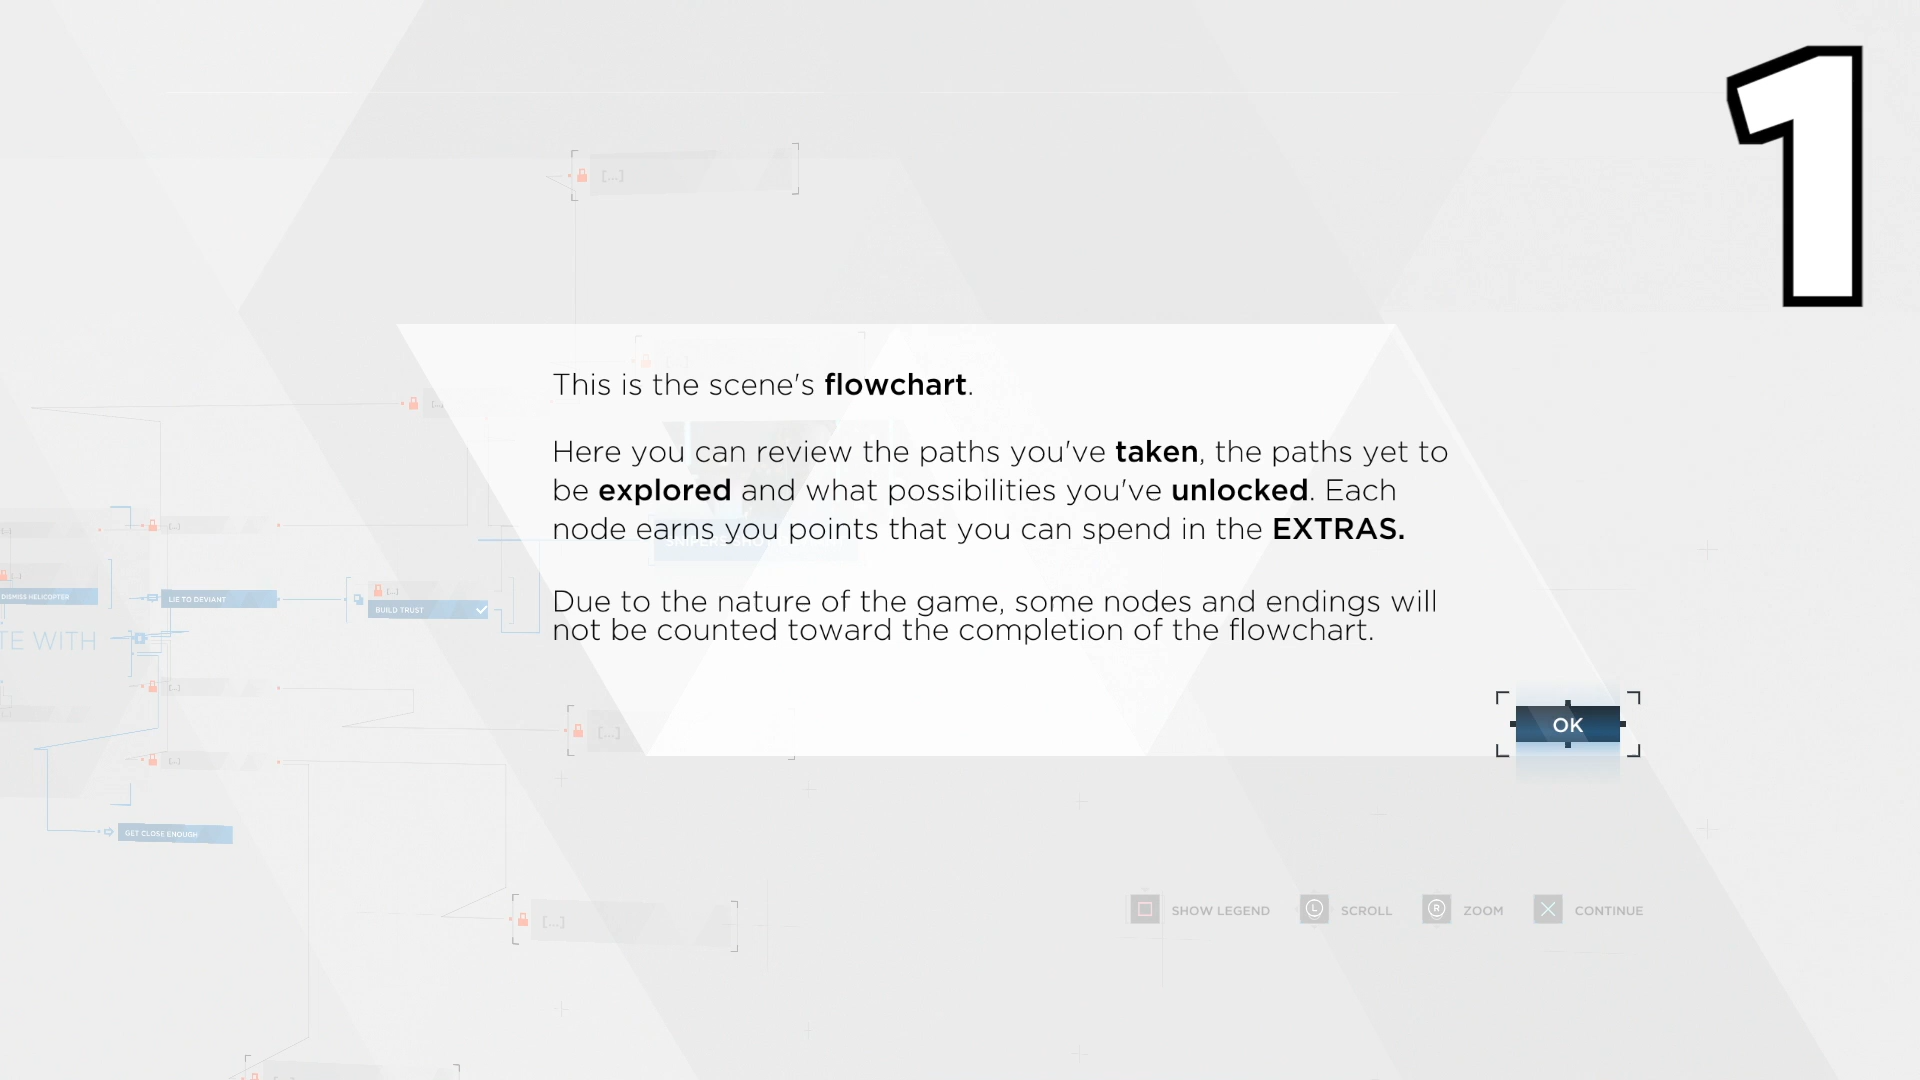 1
[...]
This is the scene's flowchart.
Here you can review the paths you've taken, the paths yet to
be explored and what possibilities you've unlocked. Each
node earns you points that you can spend in the EXTRAS.
Due to the nature of the game, some nodes and endings will
not be counted toward the completion of the flowchart.
OK
[...]
[...]
DISMISS HELICOPTER
LIE TO DEVIANT
[...]
BUILD TRUST
TE WITH
[...]
[...]
[...]
GET CLOSE ENOUGH
[...]
SHOW LEGEND
L
SCROLL
R
ZOOM
CONTINUE